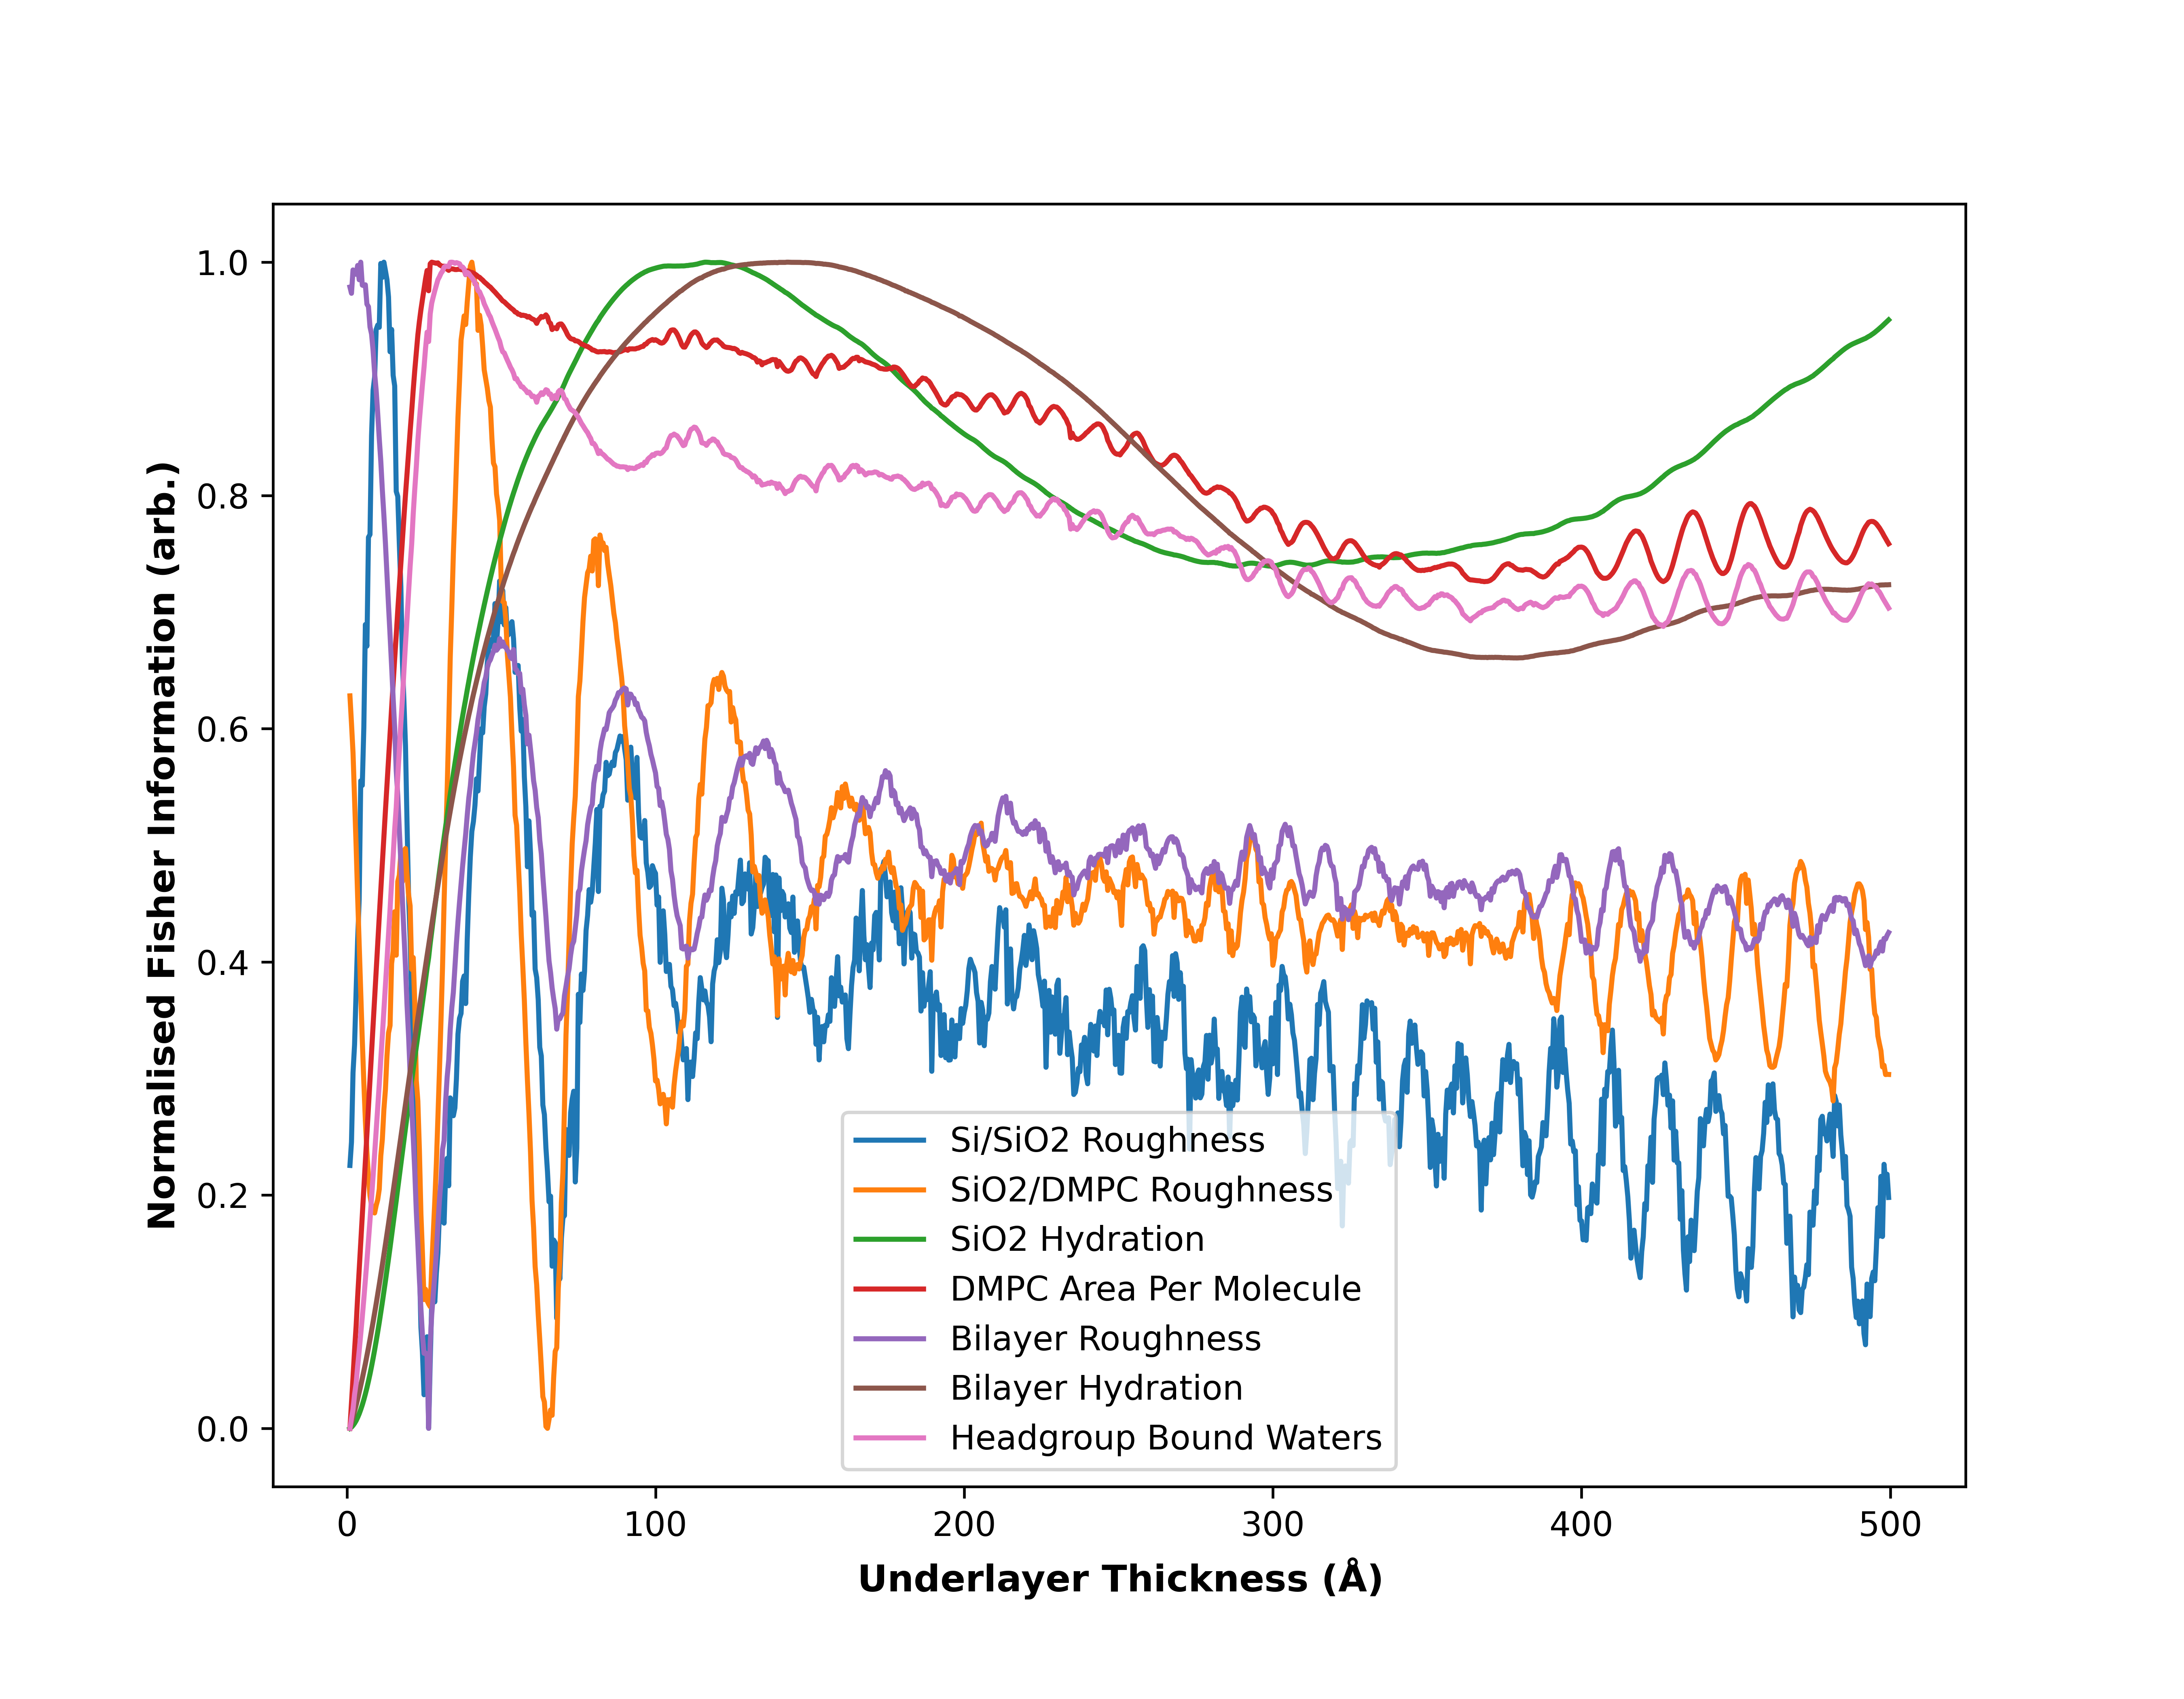 Normalised Fisher Information (arb.)
1.0
0.8
0.6
0.4
0.2
0.0
Si/SiO2 Roughness
SiO2/DMPC Roughness
SiO2 Hydration
DMPC Area Per Molecule
Bilayer Roughness
Bilayer Hydration
Headgroup Bound Waters
0 100 200 300 400 500
Underlayer Thickness (Å)